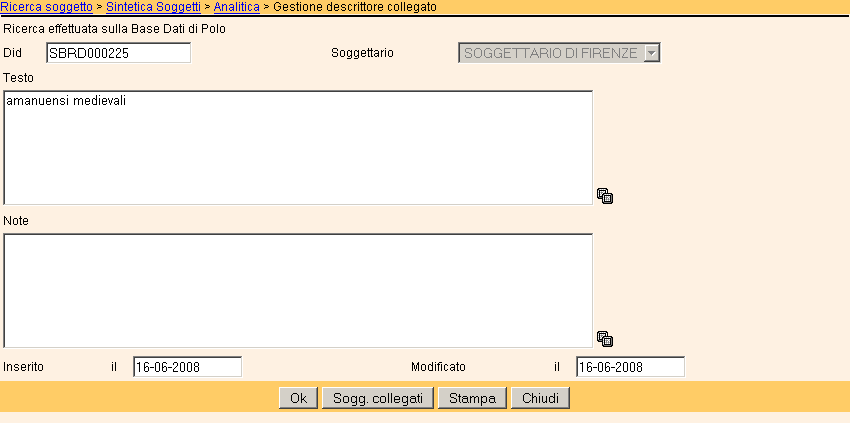 Ricerca soggetto > Sintetica Soggetti > Analitica > Gestione descrittore collegato
Ricerca effettuata sulla Base Dati di Polo
Did SBRD000225 Soggettario SOGGETTARIO DI FIRENZE
Testo
amanuensi medievali
Note
Inserito il 16-06-2008 Modificato il 16-06-2008
Ok Sogg. collegati Stampa Chiudi